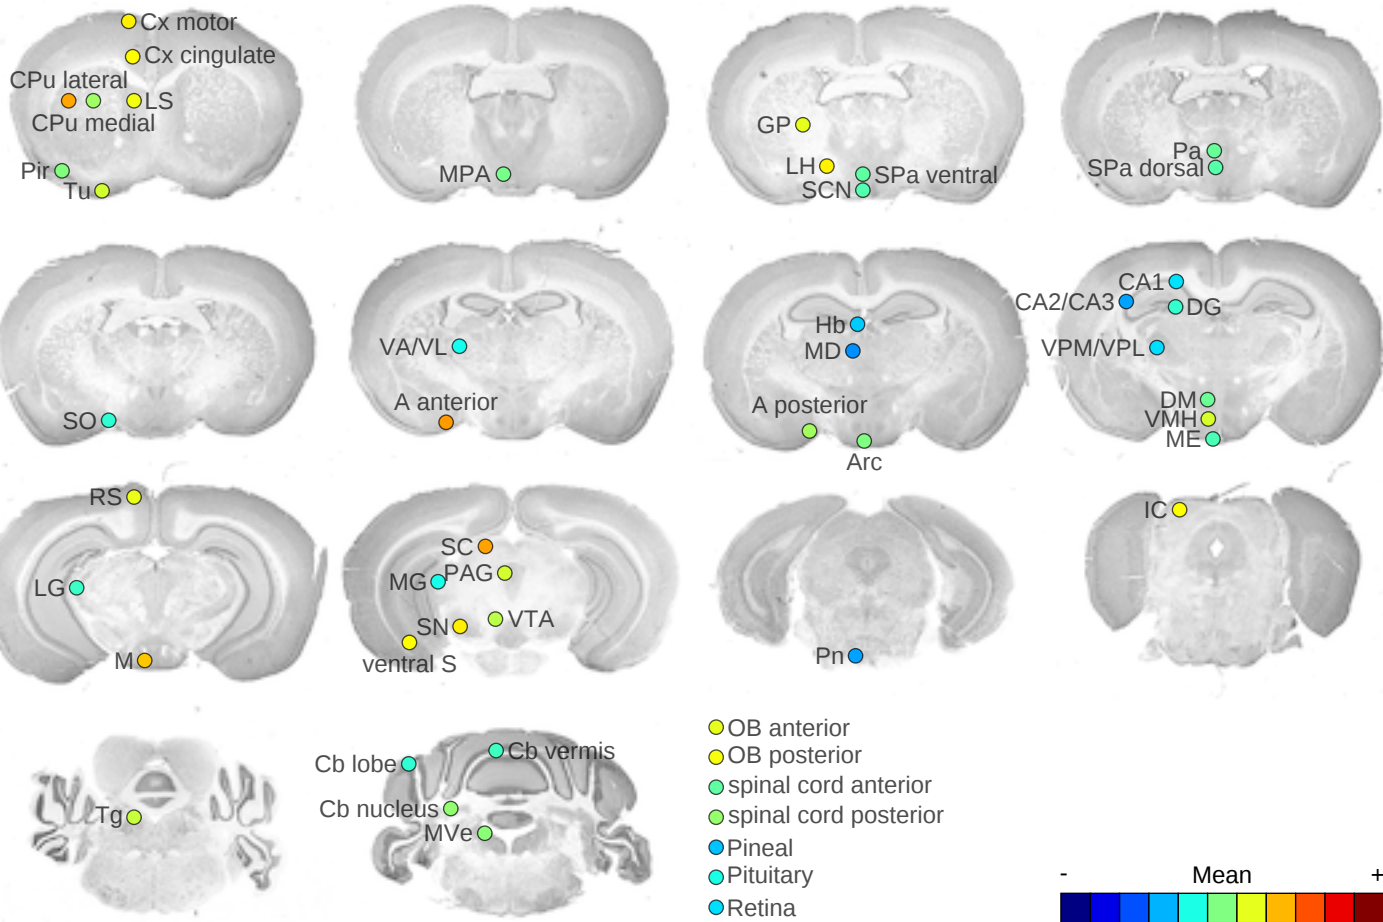 Cx motor
Cx cingulate
CPu lateral
LS
CPu medial
Pir
Tu
MPA
GP
LH
SPa ventral
SCN
Pa
SPa dorsal
SO
VA/VL
A anterior
Hb
MD
A posterior
Arc
CA1
CA2/CA3
DG
VPM/VPL
DM
VMH
ME
RS
LG
M
SC
PAG
MG
VTA
SN
ventral S
Pn
IC
Tg
Cb vermis
Cb lobe
Cb nucleus
MVe
OB anterior
OB posterior
spinal cord anterior
spinal cord posterior
Pineal
Pituitary
Retina
- Mean +